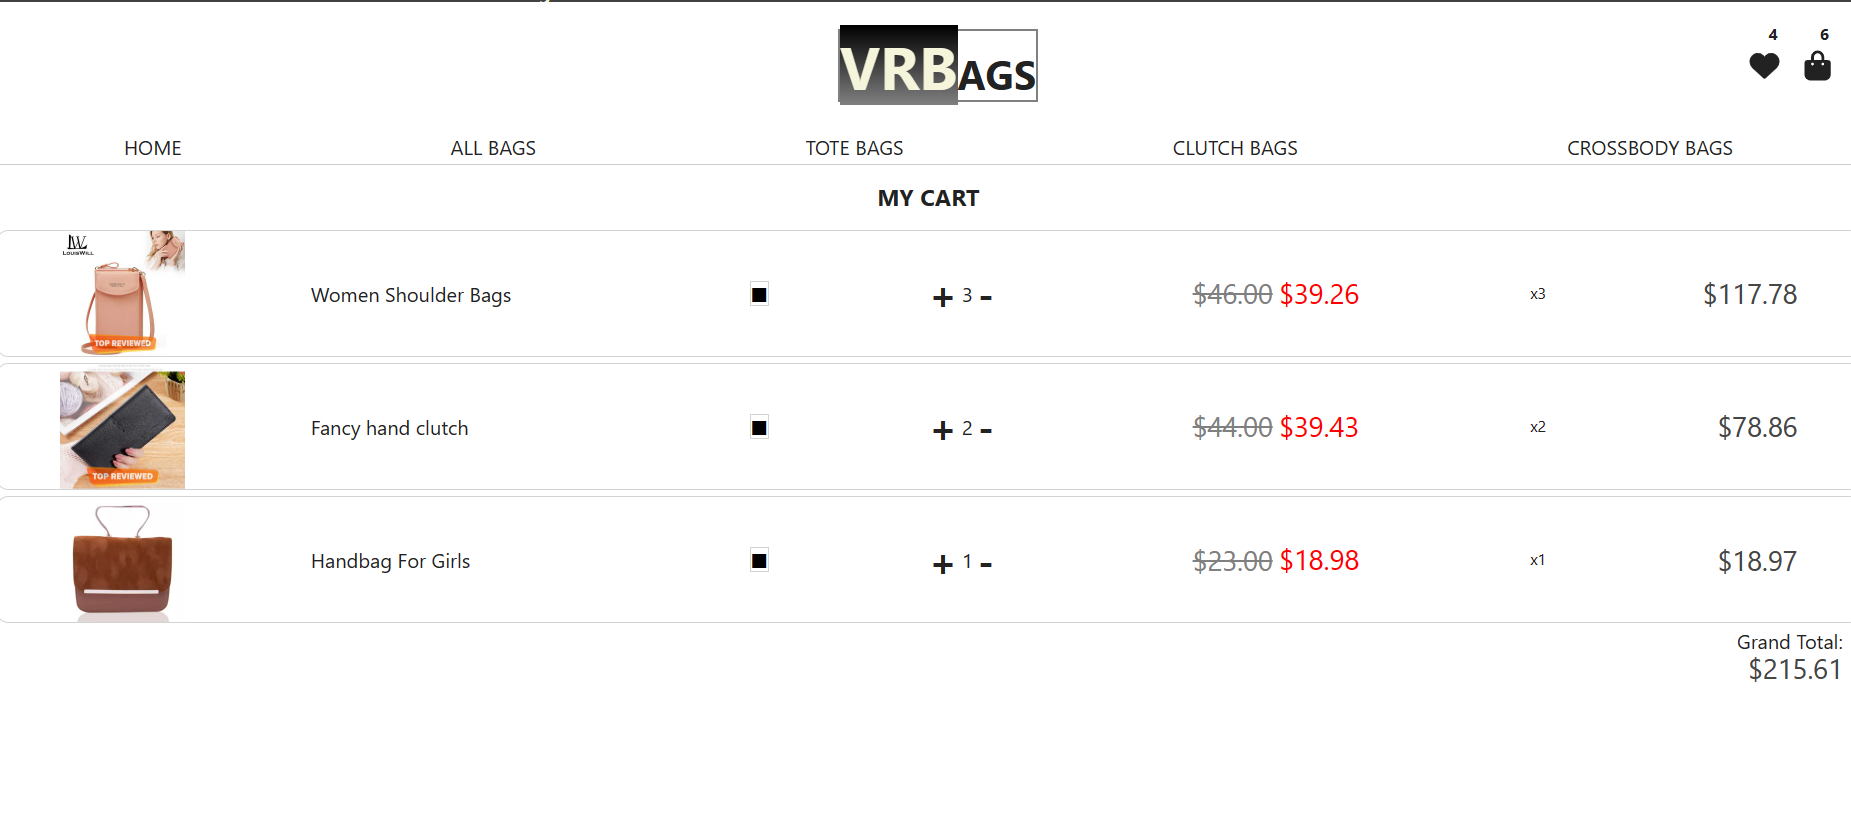 4 6
VRBAGS
HOME ALL BAGS TOTE BAGS CLUTCH BAGS CROSSBODY BAGS
MY CART
LW
LOUISWILL
TOP REVIEWED
Women Shoulder Bags + 3 - $46.00 $39.26 x3 $117.78
TOP REVIEWED
Fancy hand clutch + 2 - $44.00 $39.43 x2 $78.86
Handbag For Girls + 1 - $23.00 $18.98 x1 $18.97
Grand Total:
$215.61